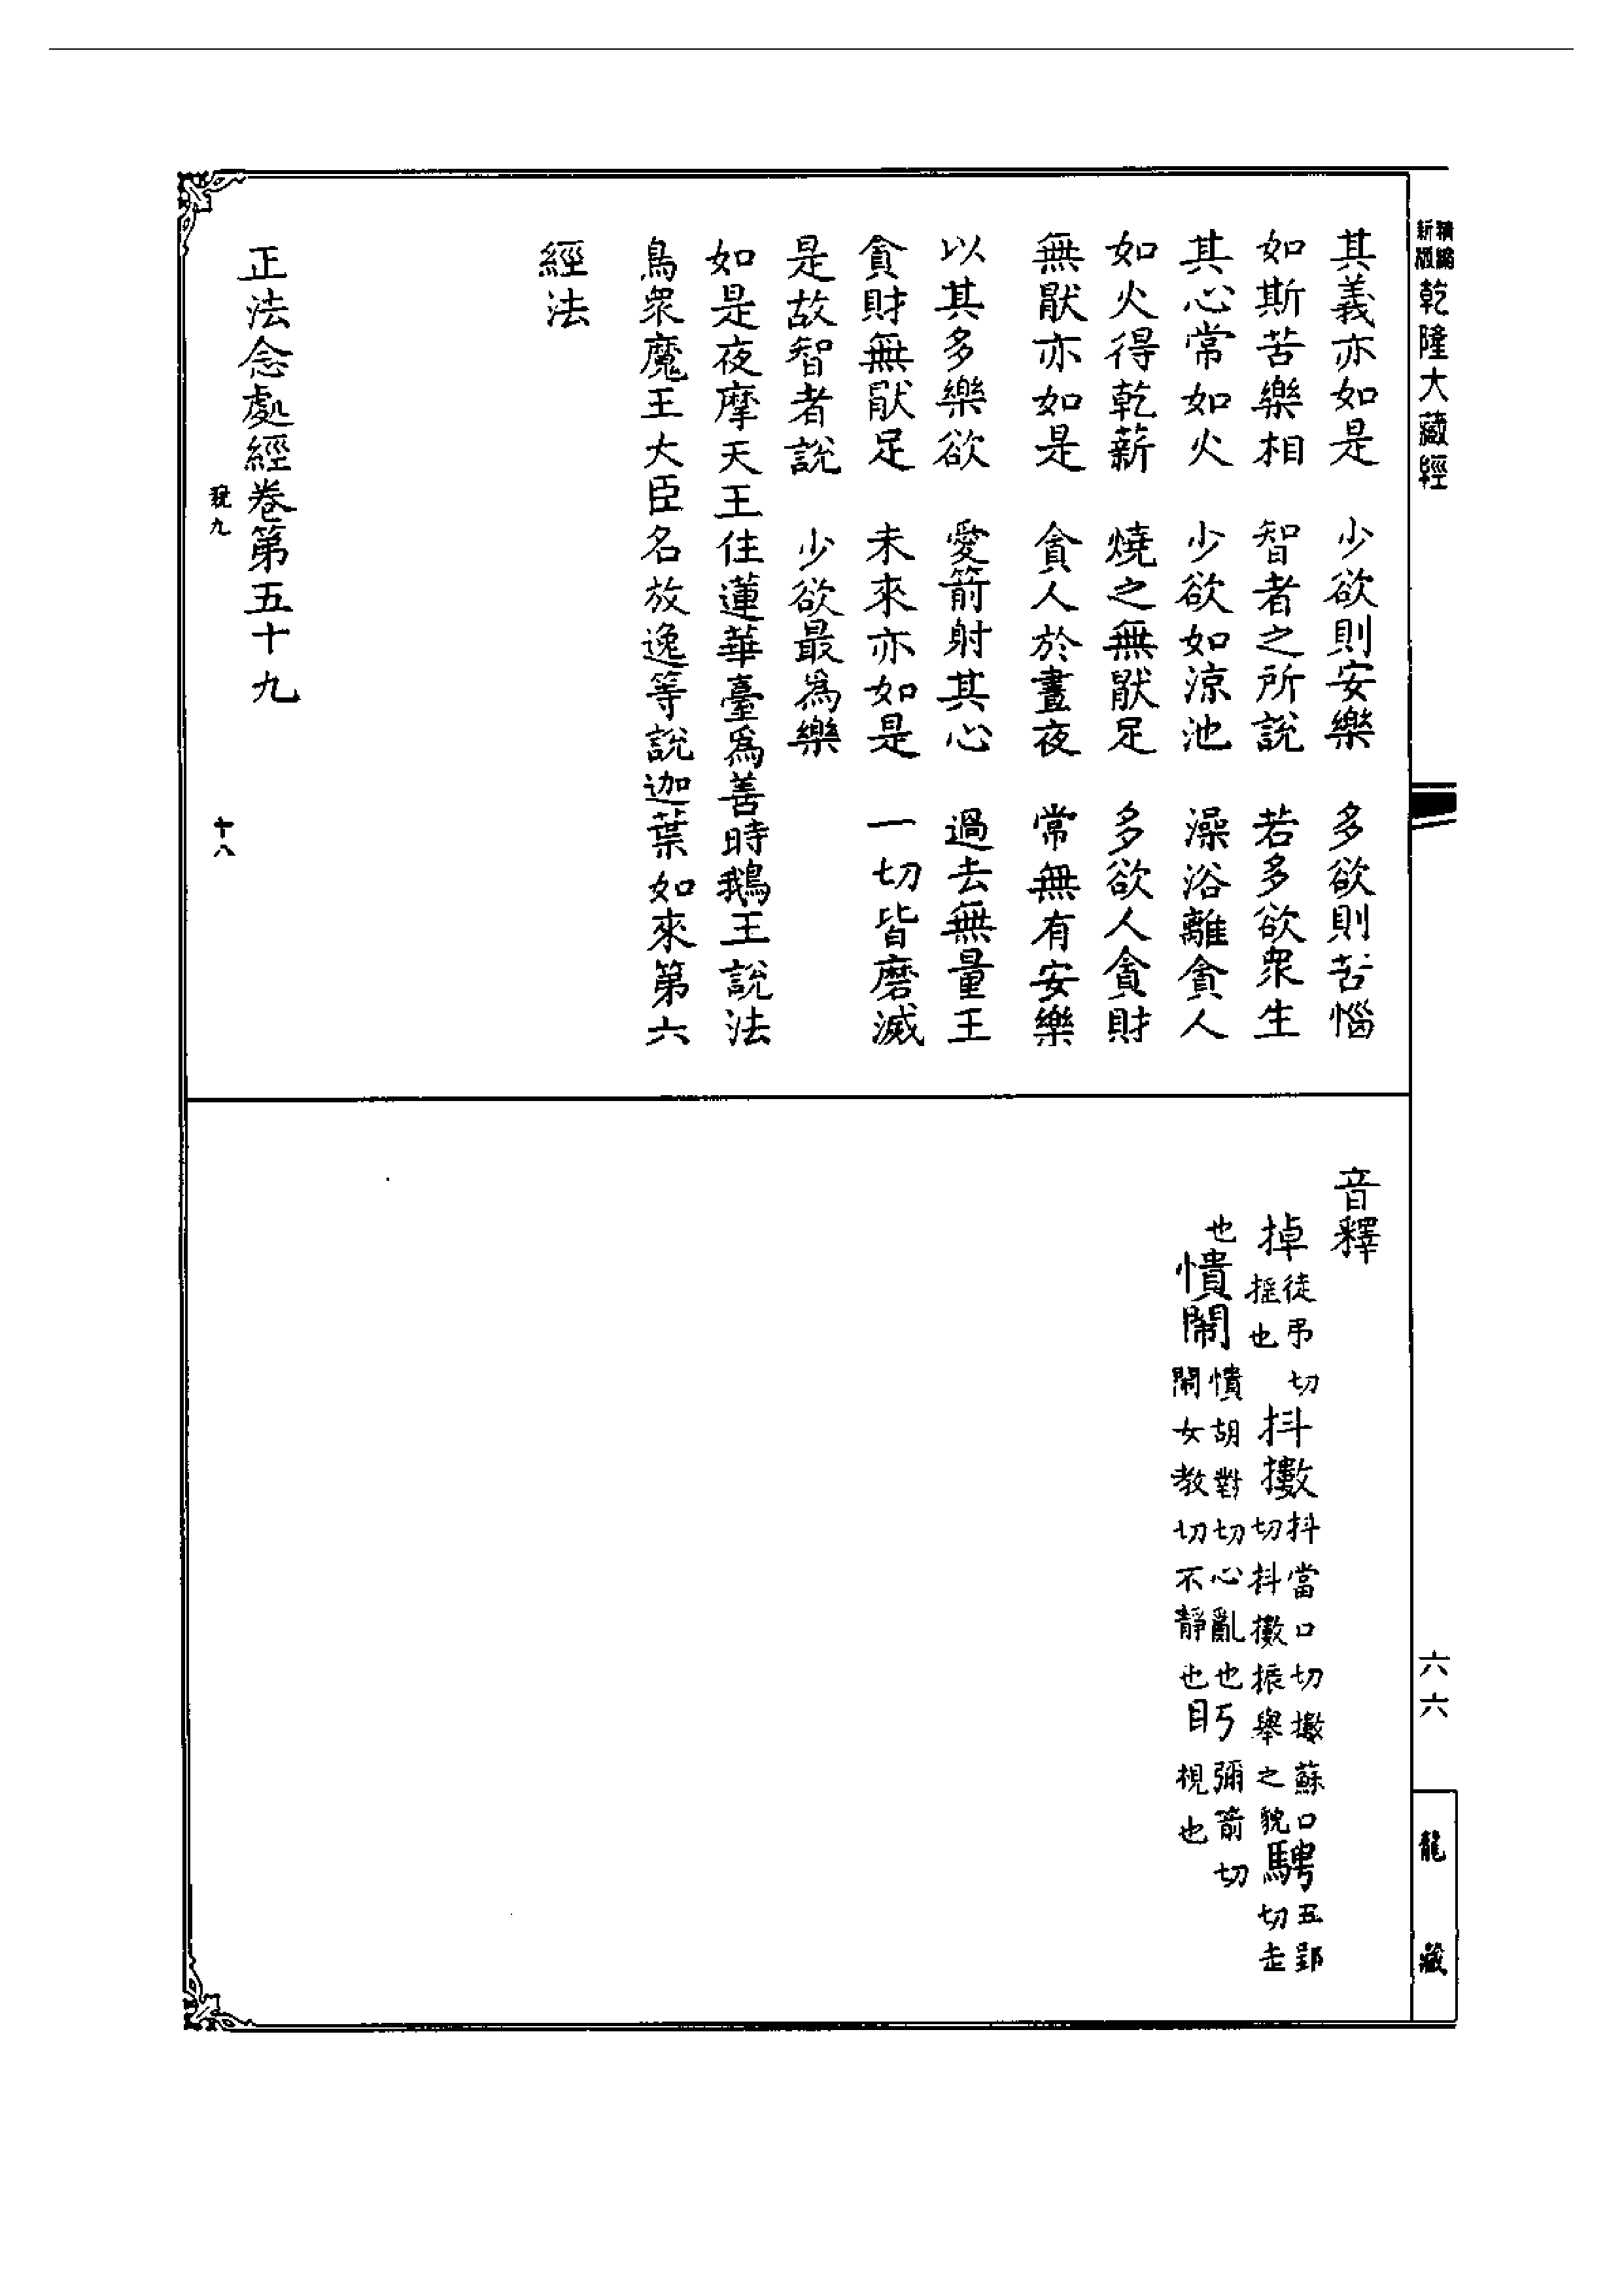 新編縮版 乾隆大藏經
六六
龍藏
其義亦如是 少欲則安樂 多欲則苦惱
如斯苦樂相 智者之所說 若多欲眾生
其心常如火 少欲如涼池 澡浴離貪人
如火得乾薪 燒之無猒足 多欲人貪財
無猒亦如是 貪人於晝夜 常無有安樂
以其多樂欲 愛箭射其心 過去無量王
貪財無猒足 未來亦如是 一切皆磨滅
是故智者說 少欲最為樂
如是夜摩天王住蓮華臺為善時鵝王說法
鳥眾魔王大臣名放逸等說迦葉如來第六
經法
正法念處經卷第五十九
十八
音釋
掉徒弔切搖也 抖擻抖當口切擻蘇口切抖擻振舉之貌 騁丑郢切走
也 憒鬧憒胡對切心亂也鬧女教切不靜也 眄彌箭切視也